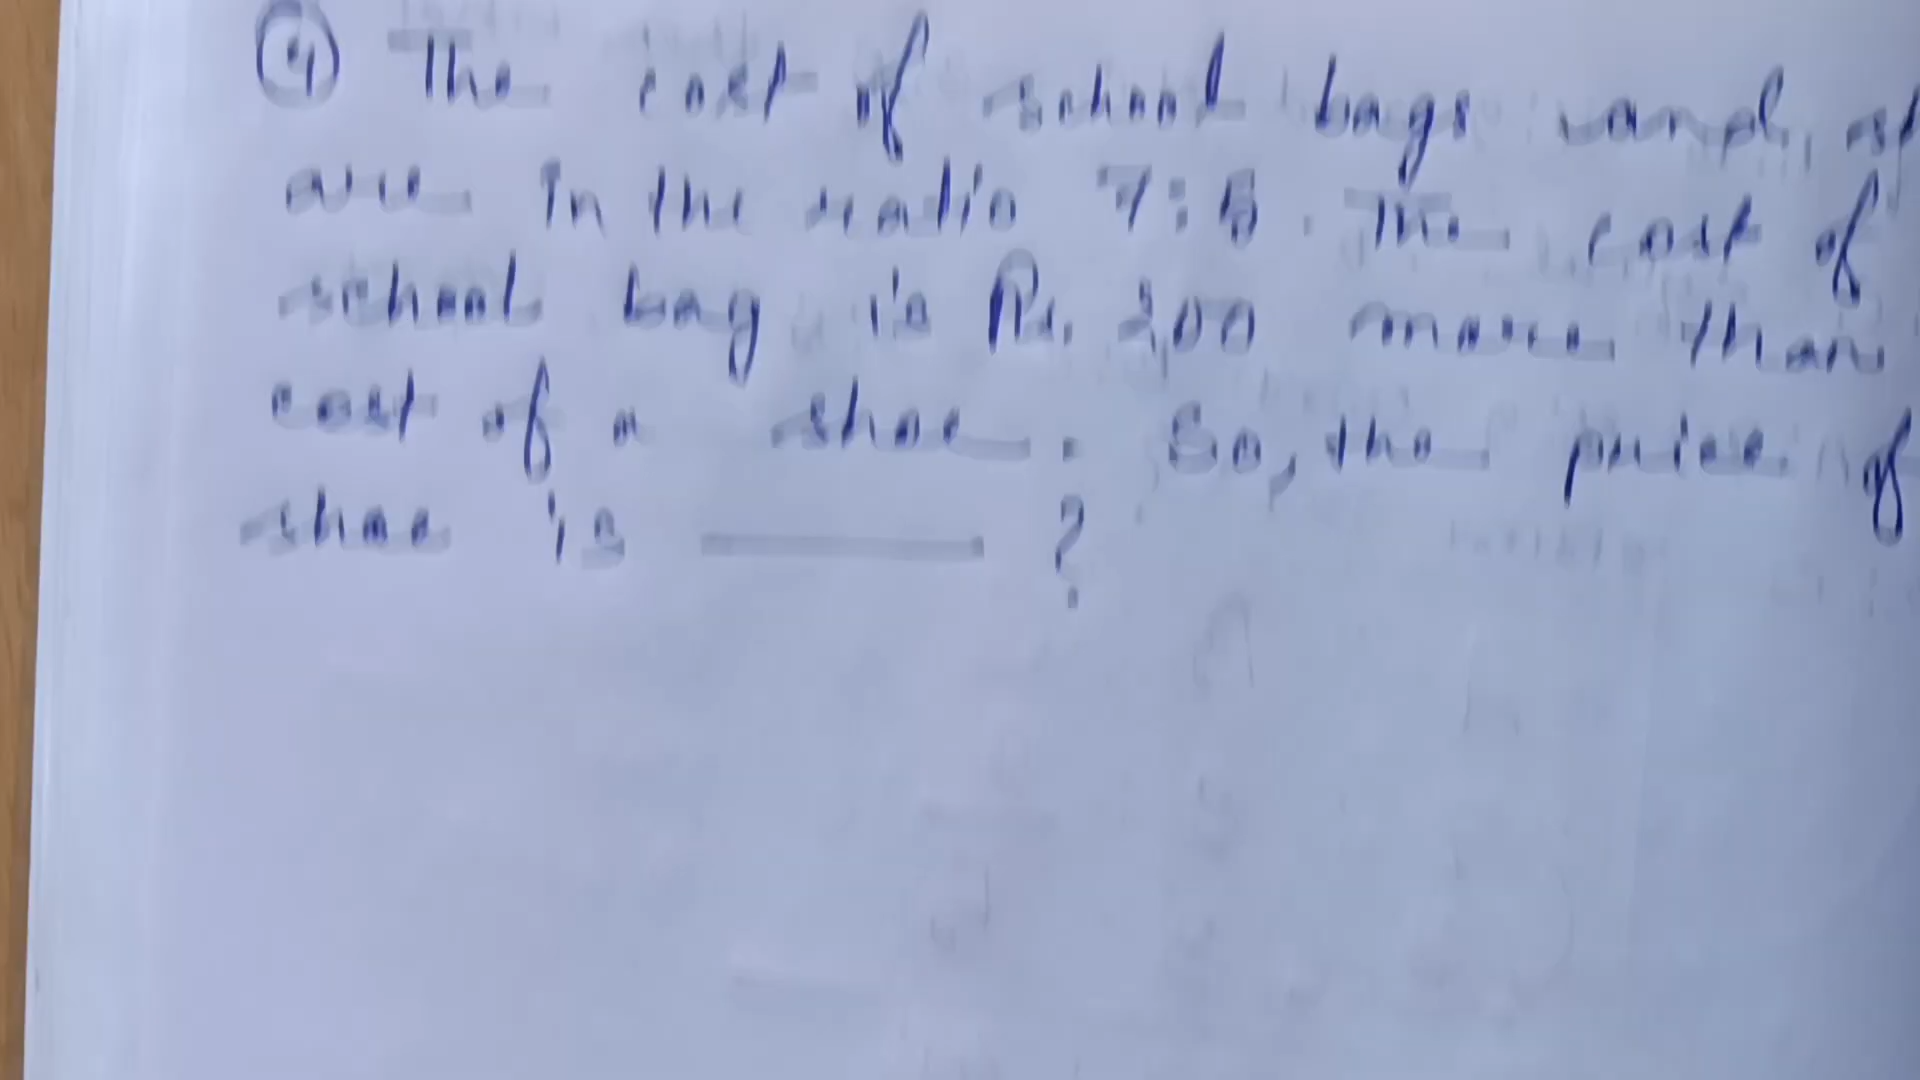 ④ The cost of school bags and
are in the ratio 7:5. The cost of
school bag is Rs. 200 more than
cost of a shoe. So, the price of
shoe is ______ ?